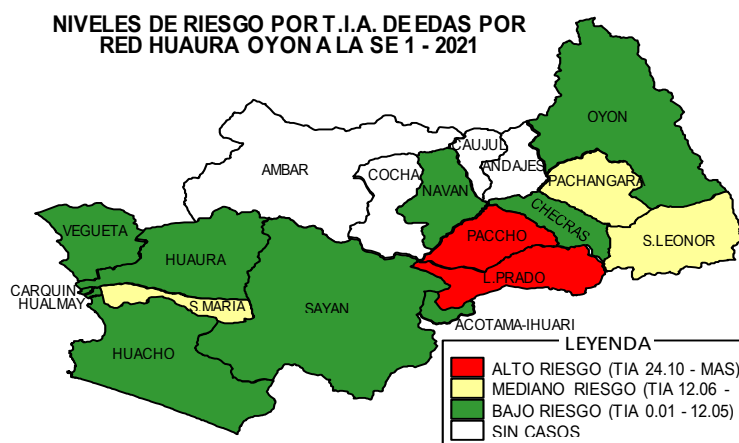 NIVELES DE RIESGO POR T.I.A. DE EDAS POR
RED HUAURA OYON A LA SE 1 - 2021
OYON
CAUJUL
ANDAJES
AMBAR
COCHA
NAVAN
PACHANGARA
CHECRAS
VEGUETA
PACCHO
S.LEONOR
HUAURA
L.PRADO
CARQUIN
HUALMAY
S.MARIA
SAYAN
ACOTAMA-IHUARI
HUACHO
LEYENDA
ALTO RIESGO (TIA 24.10 - MAS)
MEDIANO RIESGO (TIA 12.06 -
BAJO RIESGO (TIA 0.01 - 12.05)
SIN CASOS